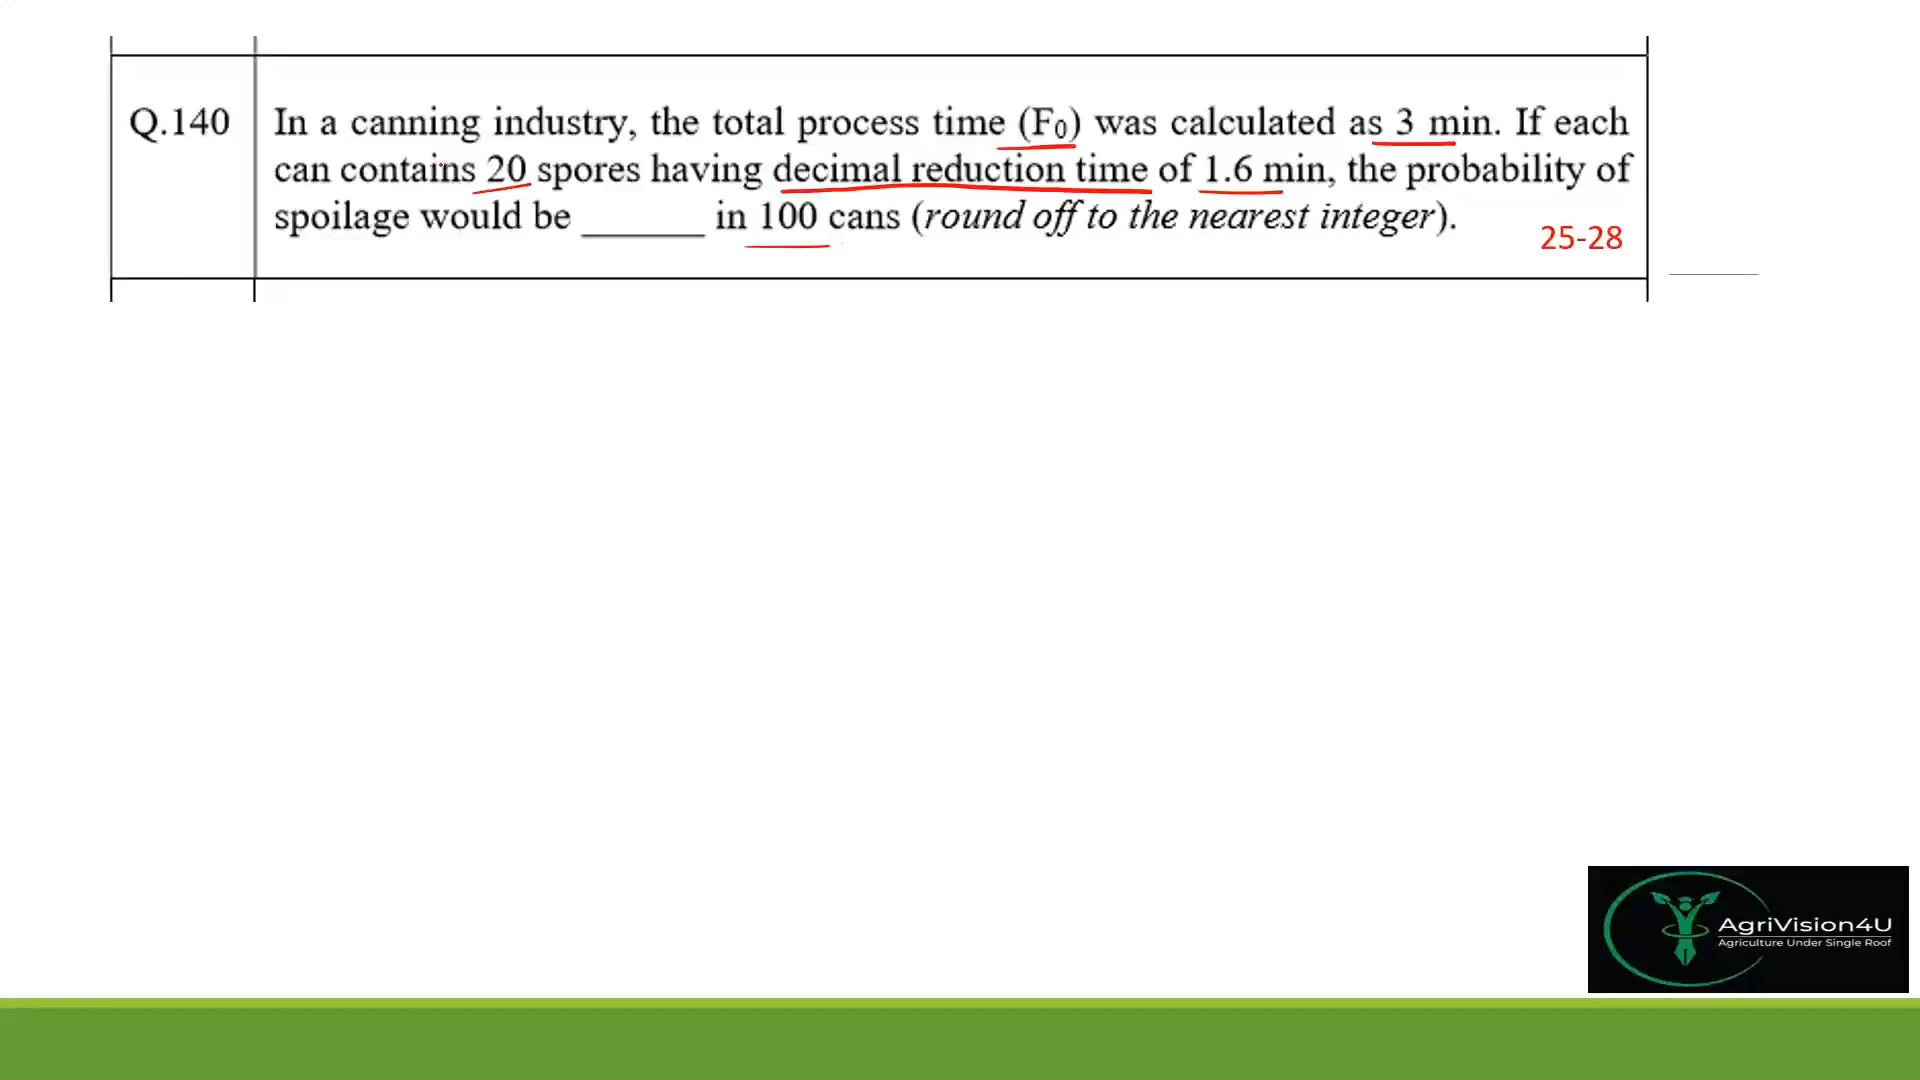 Q.140
In a canning industry, the total process time (F₀) was calculated as 3 min. If each
can contains 20 spores having decimal reduction time of 1.6 min, the probability of
spoilage would be _______ in 100 cans (round off to the nearest integer).
25-28
AgriVision4U
Agriculture Under Single Roof